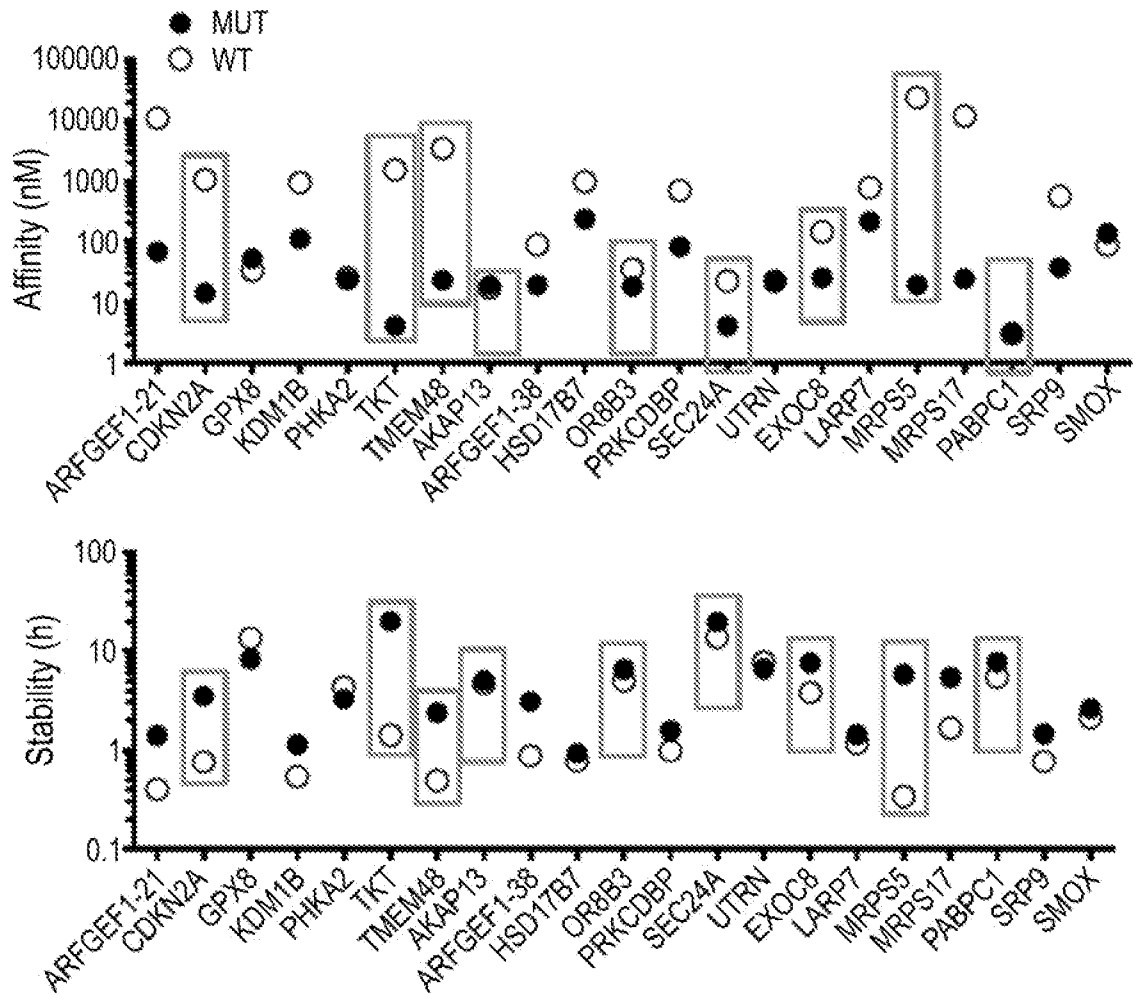 MUT
WT
Affinity (nM)
100000
10000
1000
100
10
1
ARFGEF1-21
CDKN2A
GPX8
KDM1B
PHKA2
TKT
TMEM48
AKAP13
ARFGEF1-38
HSD17B7
OR8B3
PRKCDBP
SEC24A
UTRN
EXOC8
LARP7
MRPS5
MRPS17
PABPC1
SRP9
SMOX
Stability (h)
100
10
1
0.1
ARFGEF1-21
CDKN2A
GPX8
KDM1B
PHKA2
TKT
TMEM48
AKAP13
ARFGEF1-38
HSD17B7
OR8B3
PRKCDBP
SEC24A
UTRN
EXOC8
LARP7
MRPS5
MRPS17
PABPC1
SRP9
SMOX